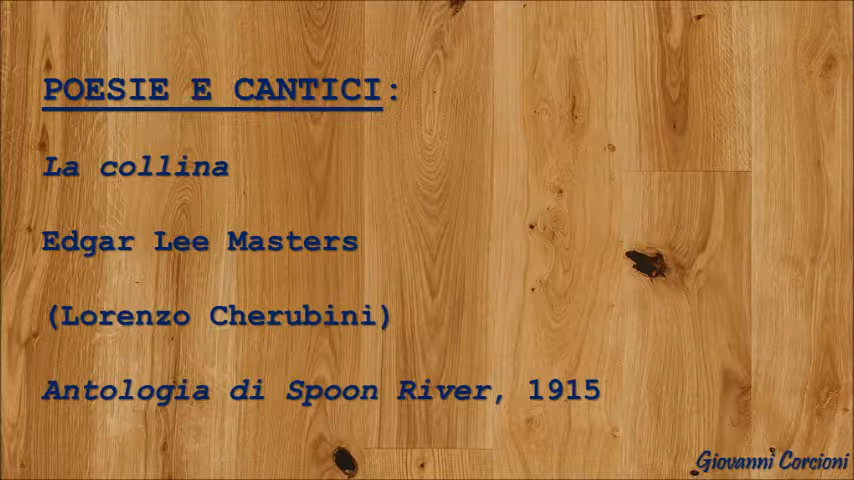 POESIE E CANTICI:
La collina
Edgar Lee Masters
(Lorenzo Cherubini)
Antologia di Spoon River, 1915
Giovanni Corcioni